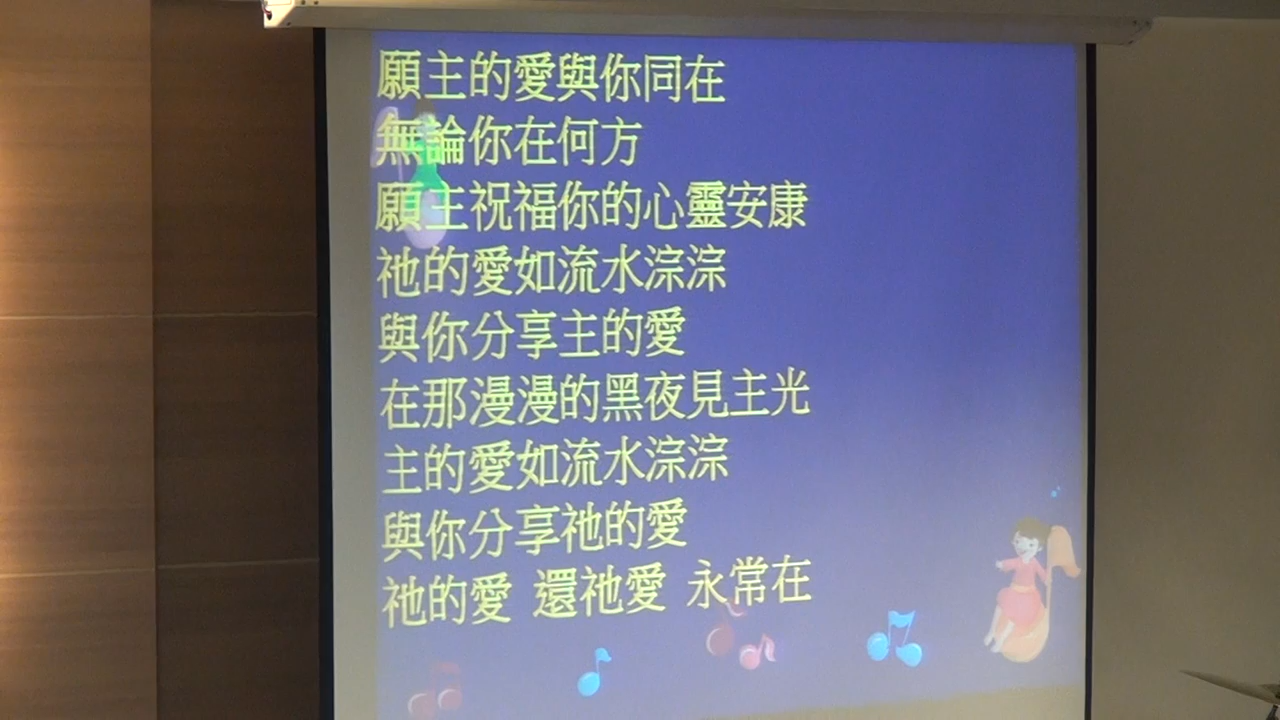 願主的愛與你同在
無論你在何方
願主祝福你的心靈安康
祂的愛如流水淙淙
與你分享主的愛
在那漫漫的黑夜見主光
主的愛如流水淙淙
與你分享祂的愛
祂的愛 還祂愛 永常在